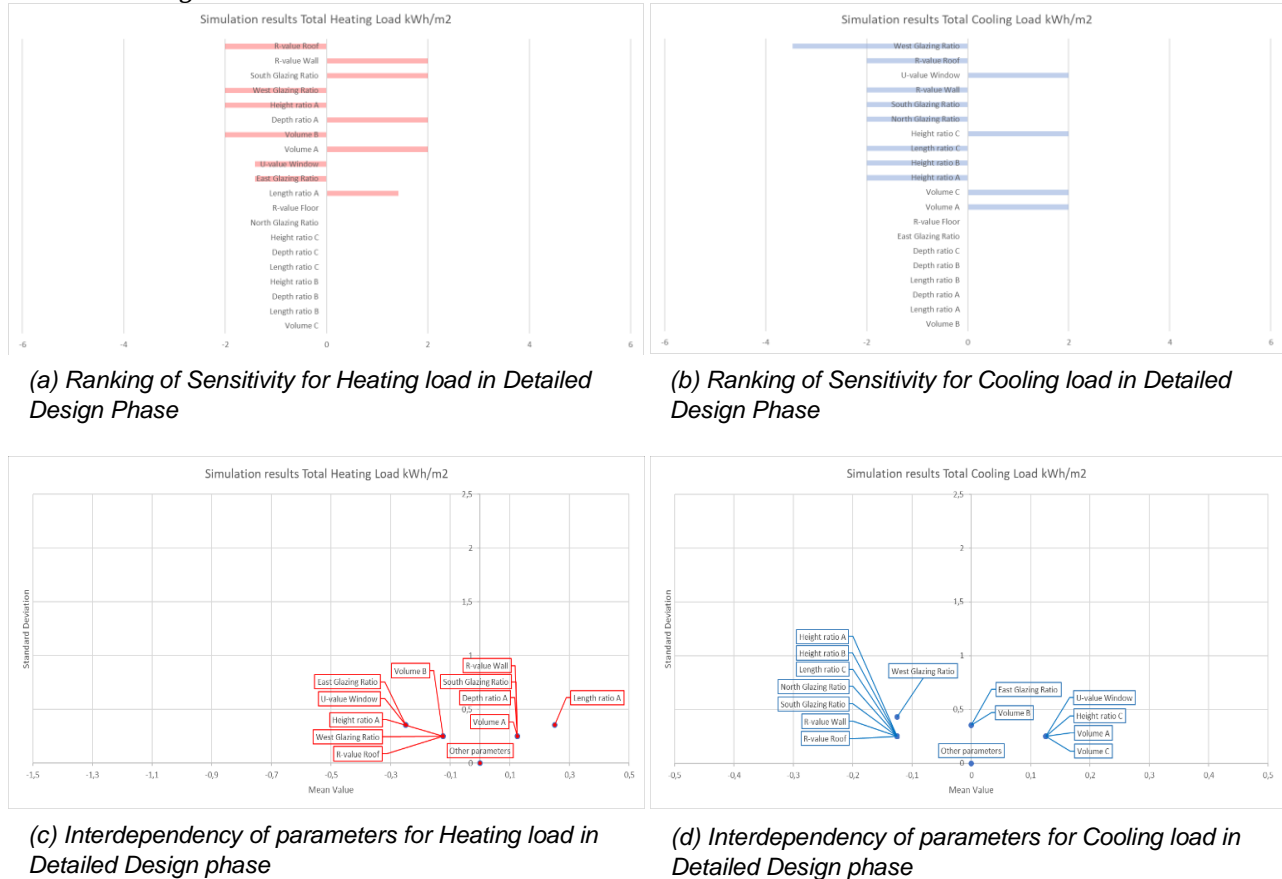 Simulation results Total Heating Load kWh/m2
R-value Roof
R-value Wall
South Glazing Ratio
West Glazing Ratio
Height ratio A
Depth ratio A
Volume B
Volume A
U-value Window
East Glazing Ratio
Length ratio A
R-value Floor
North Glazing Ratio
Height ratio C
Depth ratio C
Length ratio C
Height ratio B
Depth ratio B
Length ratio B
Volume C
-6 -4 -2 0 2 4 6
Simulation results Total Cooling Load kWh/m2
West Glazing Ratio
R-value Roof
U-value Window
R-value Wall
South Glazing Ratio
North Glazing Ratio
Height ratio C
Length ratio C
Height ratio B
Height ratio A
Volume C
Volume A
R-value Floor
East Glazing Ratio
Depth ratio C
Depth ratio B
Length ratio B
Depth ratio A
Length ratio A
Volume B
-6 -4 -2 0 2 4 6
(a) Ranking of Sensitivity for Heating load in Detailed
Design Phase
(b) Ranking of Sensitivity for Cooling load in Detailed
Design Phase
Simulation results Total Heating Load kWh/m2
2,5
2
1,5
1
0,5
0
Standard Deviation
R-value Wall
Volume B
East Glazing Ratio
South Glazing Ratio
U-value Window
Depth ratio A
Length ratio A
Height ratio A
Volume A
West Glazing Ratio
R-value Roof
Other parameters
-1,5 -1,3 -1,1 -0,9 -0,7 -0,5 -0,3 -0,1 0,1 0,3 0,5
Mean Value
Simulation results Total Cooling Load kWh/m2
2,5
2
1,5
1
0,5
0
Standard Deviation
Height ratio A
Height ratio B
Length ratio C
West Glazing Ratio
North Glazing Ratio
East Glazing Ratio
U-value Window
South Glazing Ratio
Volume B
Height ratio C
R-value Wall
Volume A
R-value Roof
Other parameters
Volume C
-0,5 -0,4 -0,3 -0,2 -0,1 0 0,1 0,2 0,3 0,4 0,5
Mean Value
(c) Interdependency of parameters for Heating load in
Detailed Design phase
(d) Interdependency of parameters for Cooling load in
Detailed Design phase